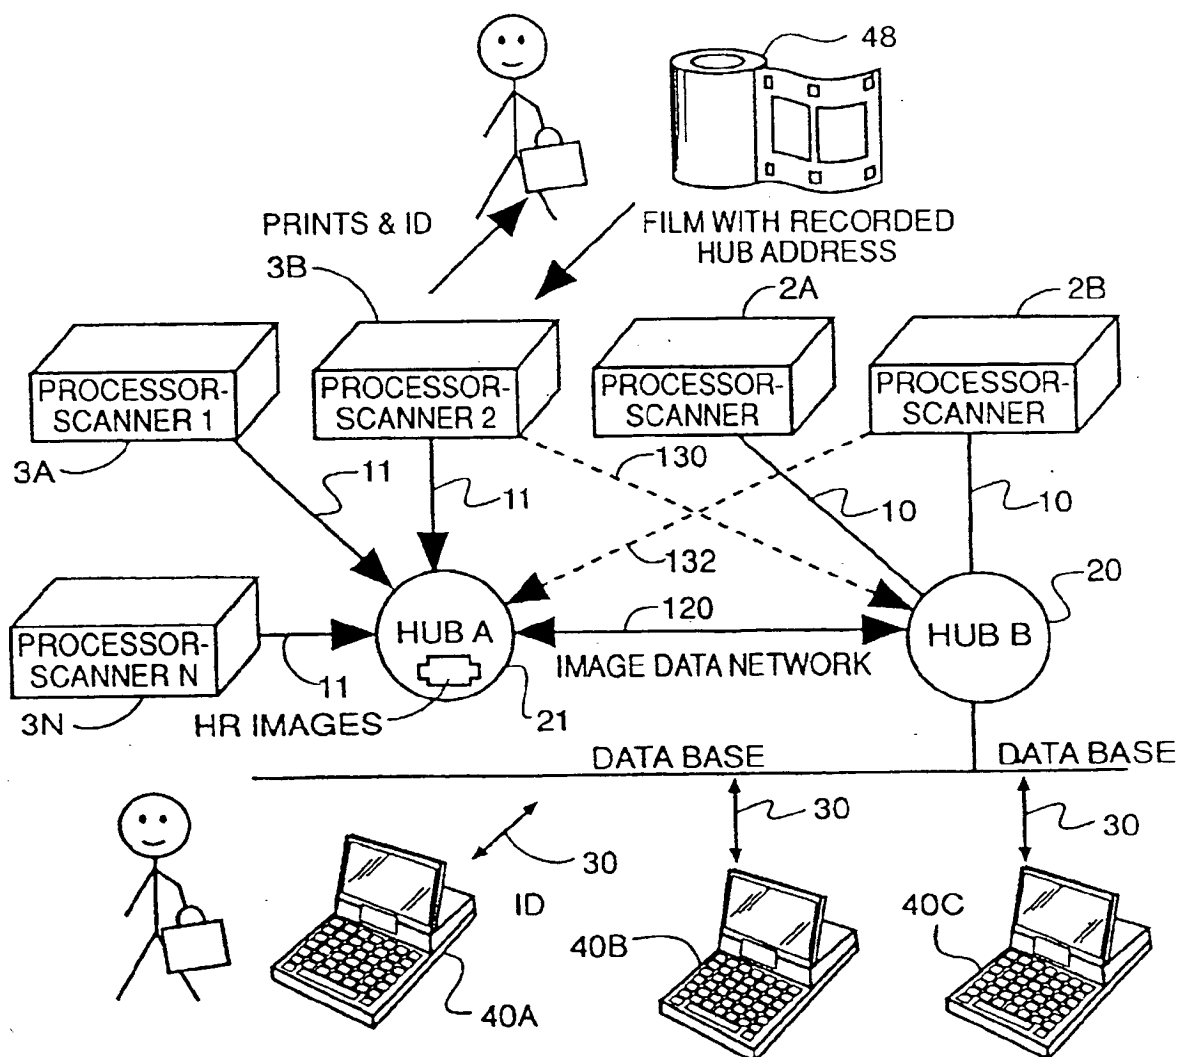 48
PRINTS & ID
FILM WITH RECORDED
HUB ADDRESS
3B
2A
2B
PROCESSOR-
SCANNER 1
PROCESSOR-
SCANNER 2
PROCESSOR-
SCANNER
PROCESSOR-
SCANNER
3A
11
11
130
10
10
132
20
120
PROCESSOR-
SCANNER N
HUB A
HUB B
IMAGE DATA NETWORK
11
3N
HR IMAGES
21
DATA BASE
DATA BASE
30
30
30
ID
40A
40B
40C